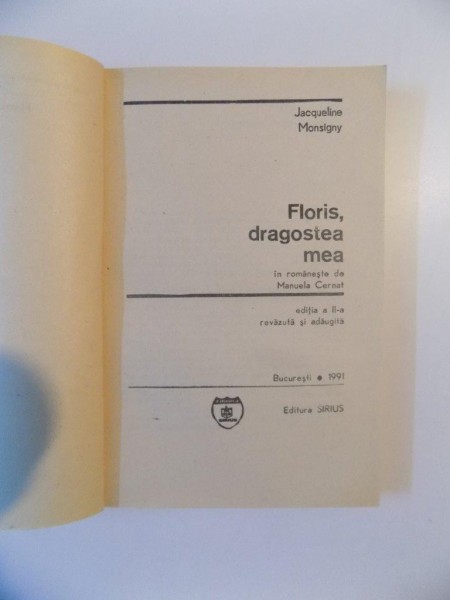 Jacqueline
Monsigny
Floris,
dragostea
mea
în românește de
Manuela Cernat
ediția a II-a
revăzută și adăugită
București • 1991
Editura SIRIUS